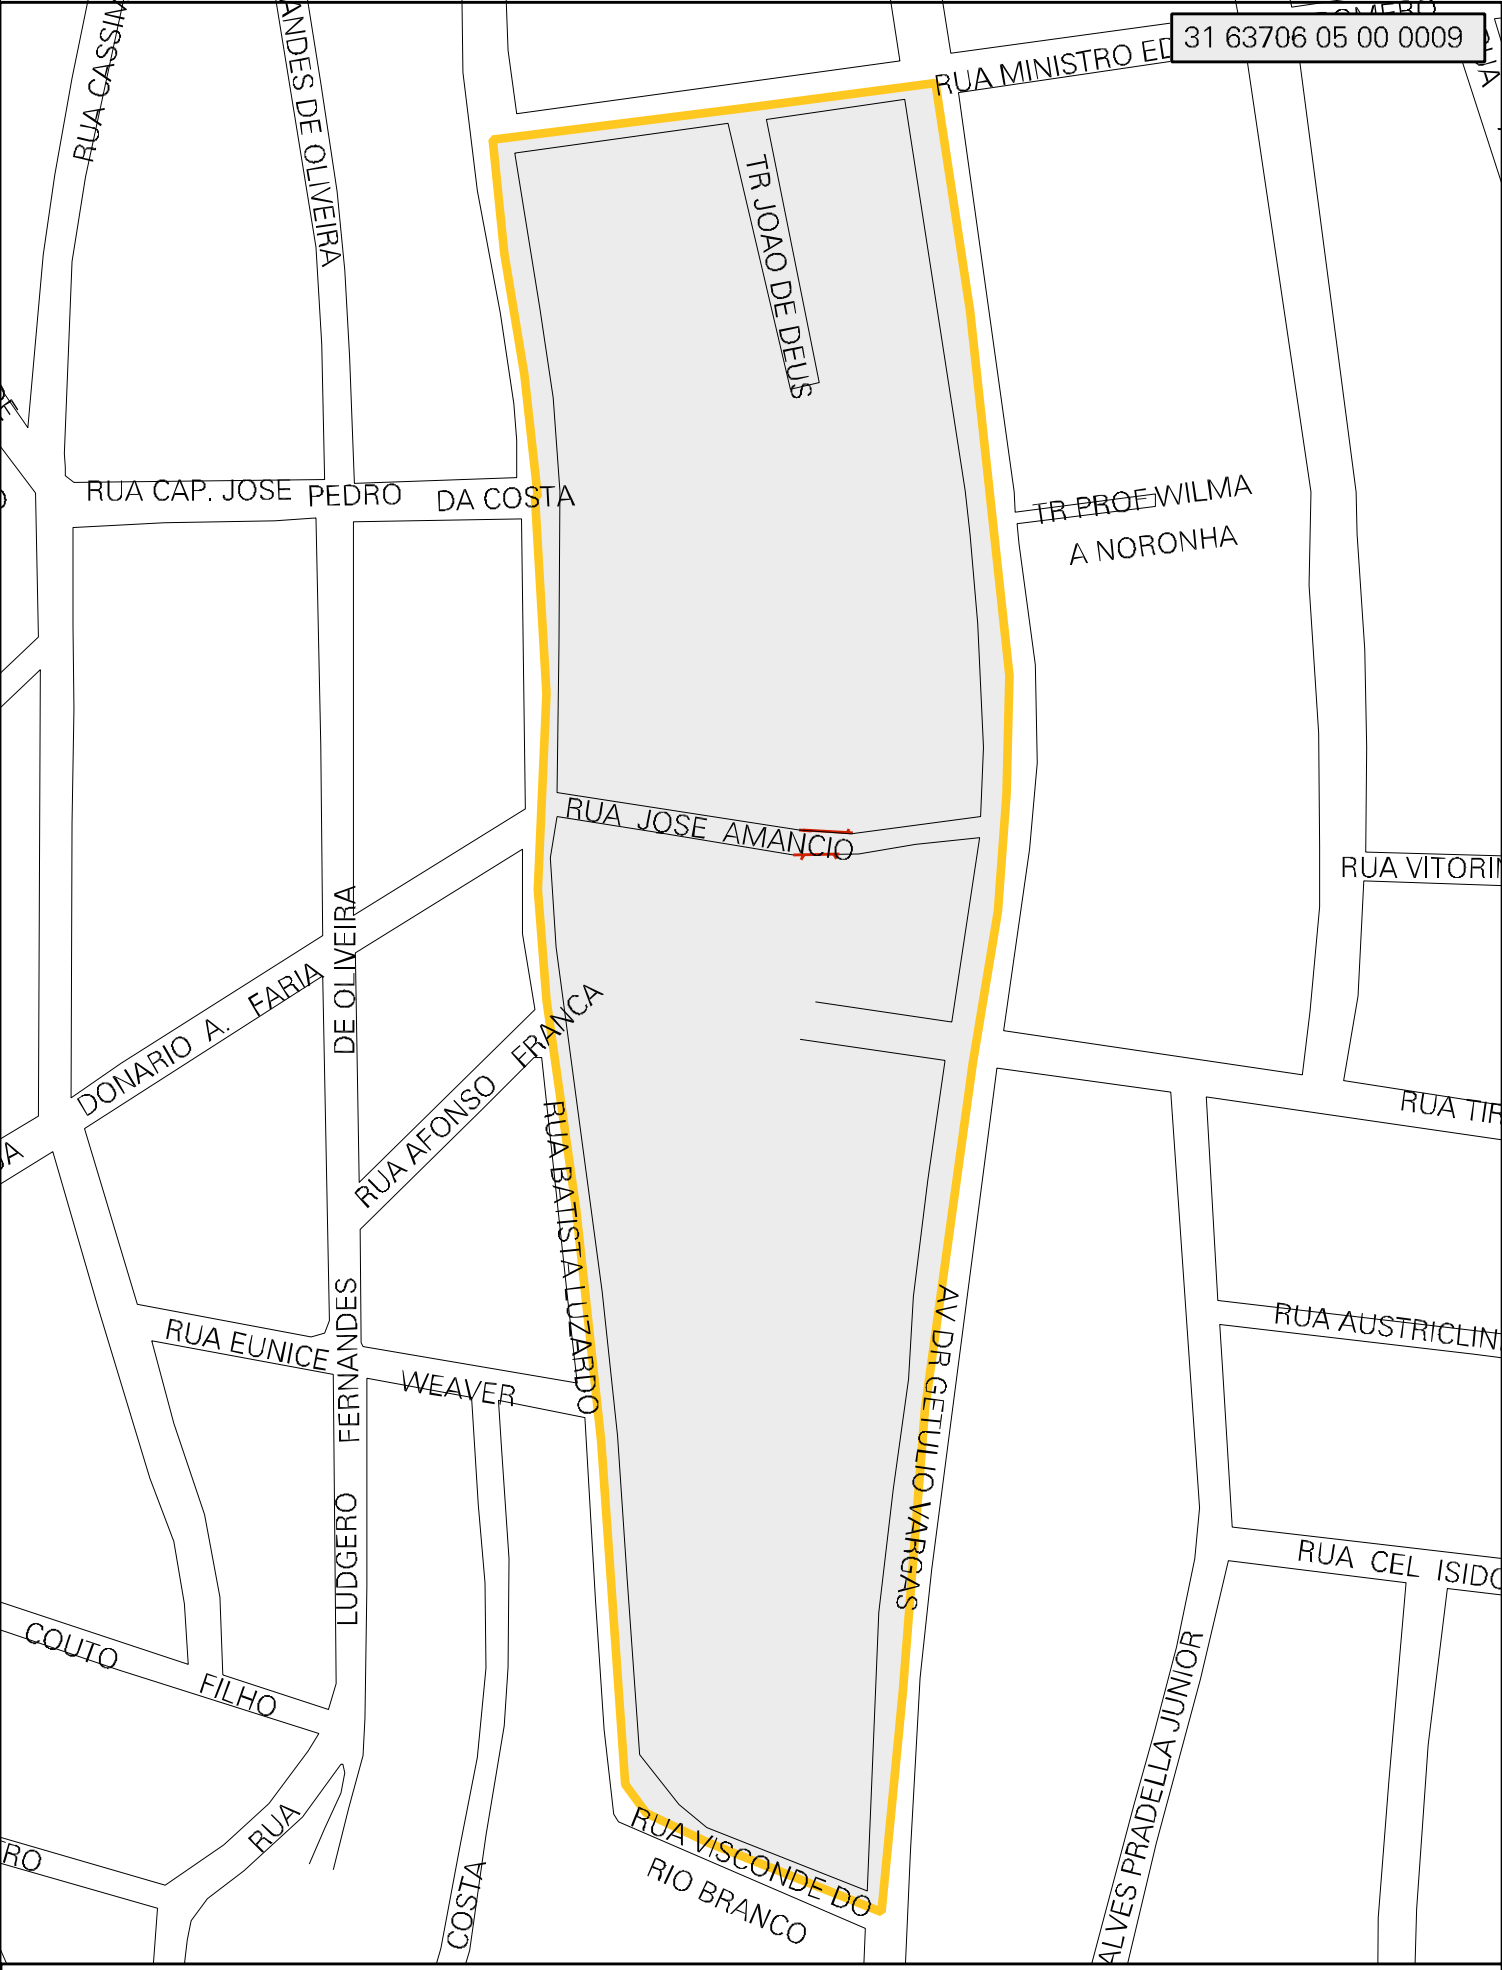 31 63706 05 00 0009
RUA MINISTRO ED
RUA CASSIM
ANDES DE OLIVEIRA
TR JOAO DE DEUS
RUA CAP. JOSE PEDRO DA COSTA
TR PROF WILMA
A NORONHA
RUA JOSE AMANCIO
RUA VITORIN
DE OLIVEIRA
DONARIO A. FARIA
RUA AFONSO FRANCA
RUA TIR
RUA BATISTA LUZARDO
RUA EUNICE WEAVER
FERNANDES
LUDGERO
AV DR GETULIO VARGAS
RUA AUSTRICLIN
RUA CEL ISIDO
COUTO FILHO
RUA
RO
COSTA
RUA VISCONDE DO
RIO BRANCO
ALVES PRADELLA JUNIOR